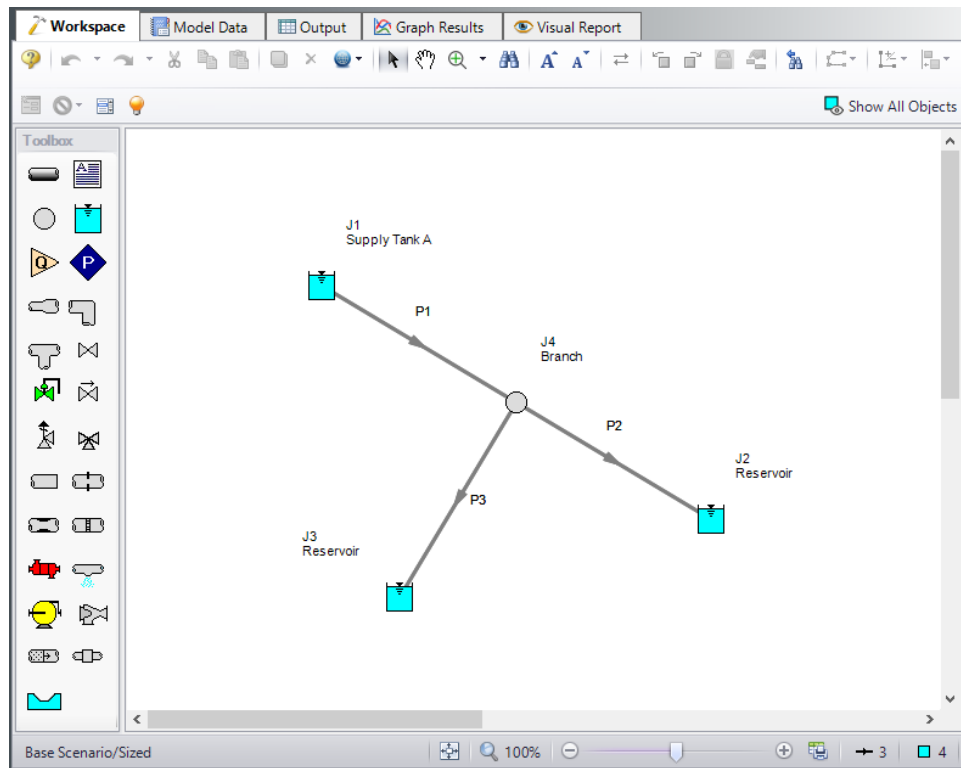 Workspace
Model Data
Output
Graph Results
Visual Report
A
A
Show All Objects
Toolbox
A
Q
P
J1
Supply Tank A
P1
J4
Branch
P2
J2
Reservoir
P3
J3
Reservoir
Base Scenario/Sized
100%
3
4